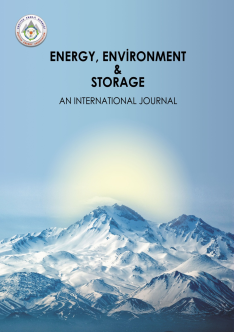 ENERGY, ENVİRONMENT
&
STORAGE
AN INTERNATIONAL JOURNAL